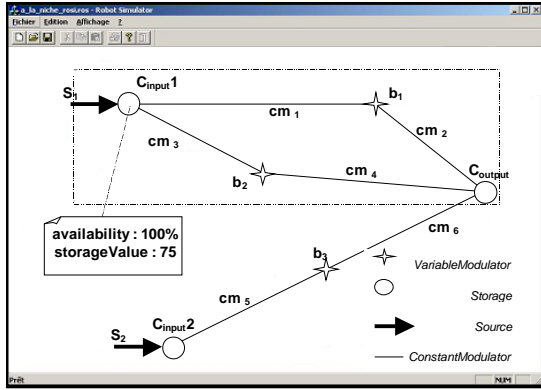 a_la_niche_rosi.ros - Robot Simulator
Fichier Edition Affichage ?
S1
Cinput1
b1
cm 1
cm 2
cm 3
b2
cm 4
Coutput
availability : 100%
storageValue : 75
cm 6
b3
VariableModulator
cm 5
Storage
S2
Cinput2
Source
ConstantModulator
Prêt
NUM